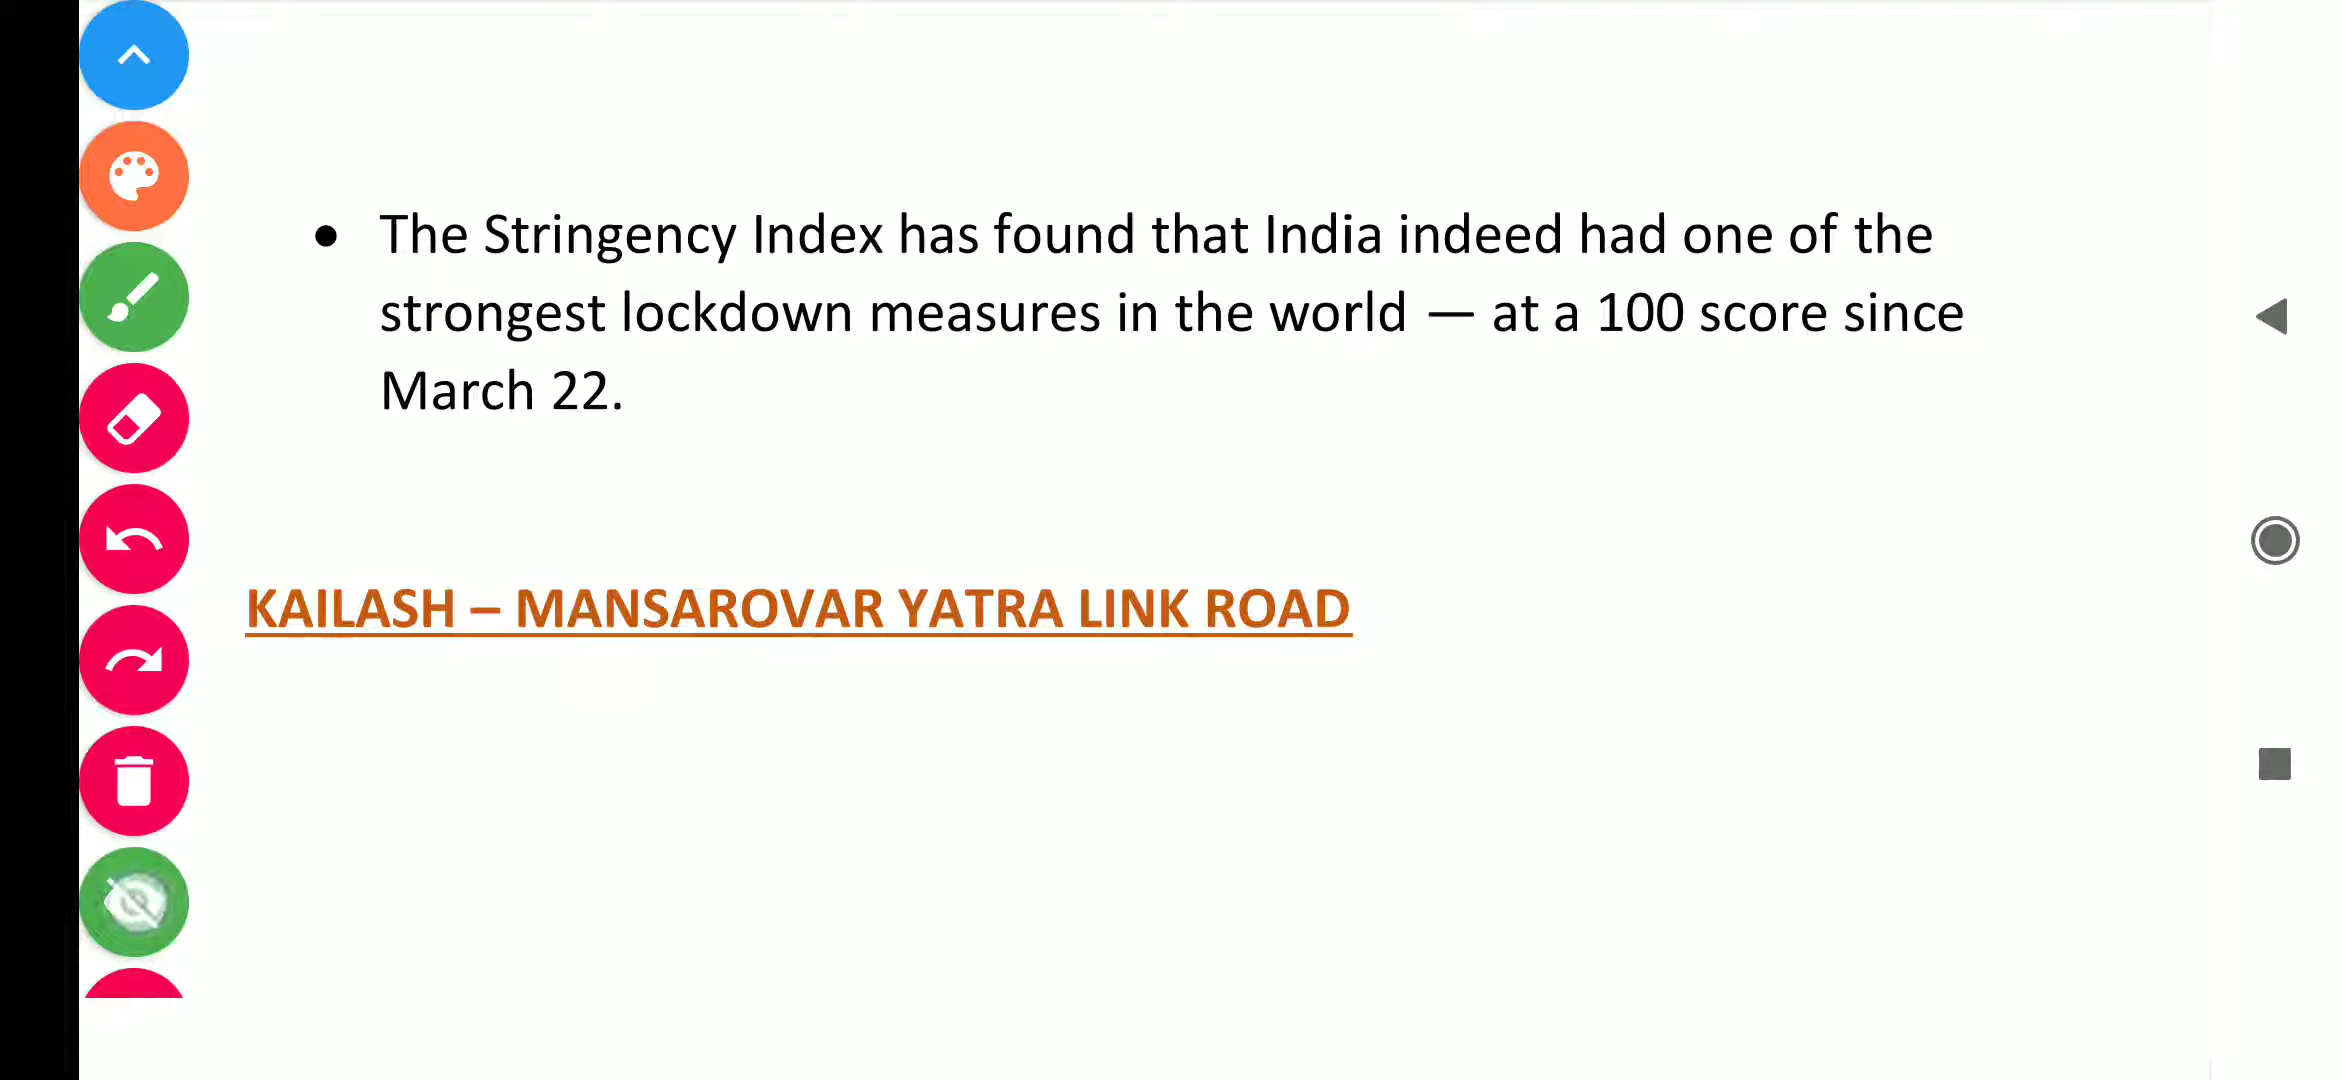 • The Stringency Index has found that India indeed had one of the
strongest lockdown measures in the world — at a 100 score since
March 22.
KAILASH – MANSAROVAR YATRA LINK ROAD